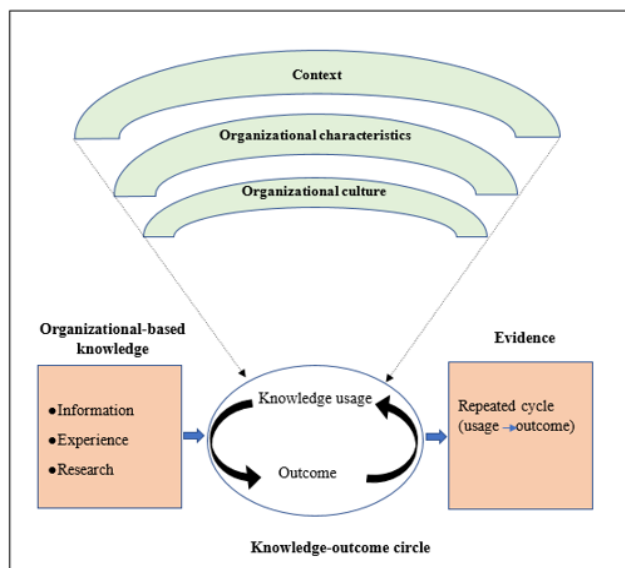 Context
Organizational characteristics
Organizational culture
Organizational-based
knowledge
●Information
●Experience
●Research
Knowledge usage
Outcome
Knowledge-outcome circle
Evidence
Repeated cycle
(usage →outcome)